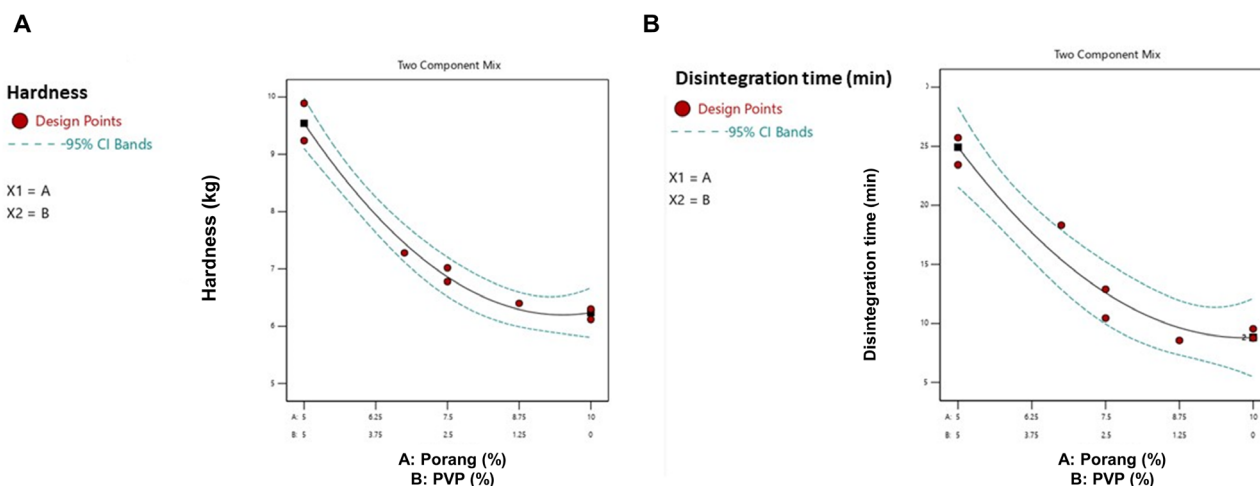 A
Two Component Mix
Hardness
Design Points
95% CI Bands
X1 = A
X2 = B
Hardness (kg)
10
9
8
7
6
5
A: 5 6.25 7.5 8.75 10
B: 5 3.75 2.5 1.25 0
A: Porang (%)
B: PVP (%)
B
Two Component Mix
Disintegration time (min)
Design Points
95% CI Bands
X1 = A
X2 = B
Disintegration time (min)
25
20
15
10
5
2
A: 5 6.25 7.5 8.75 10
B: 5 3.75 2.5 1.25 0
A: Porang (%)
B: PVP (%)